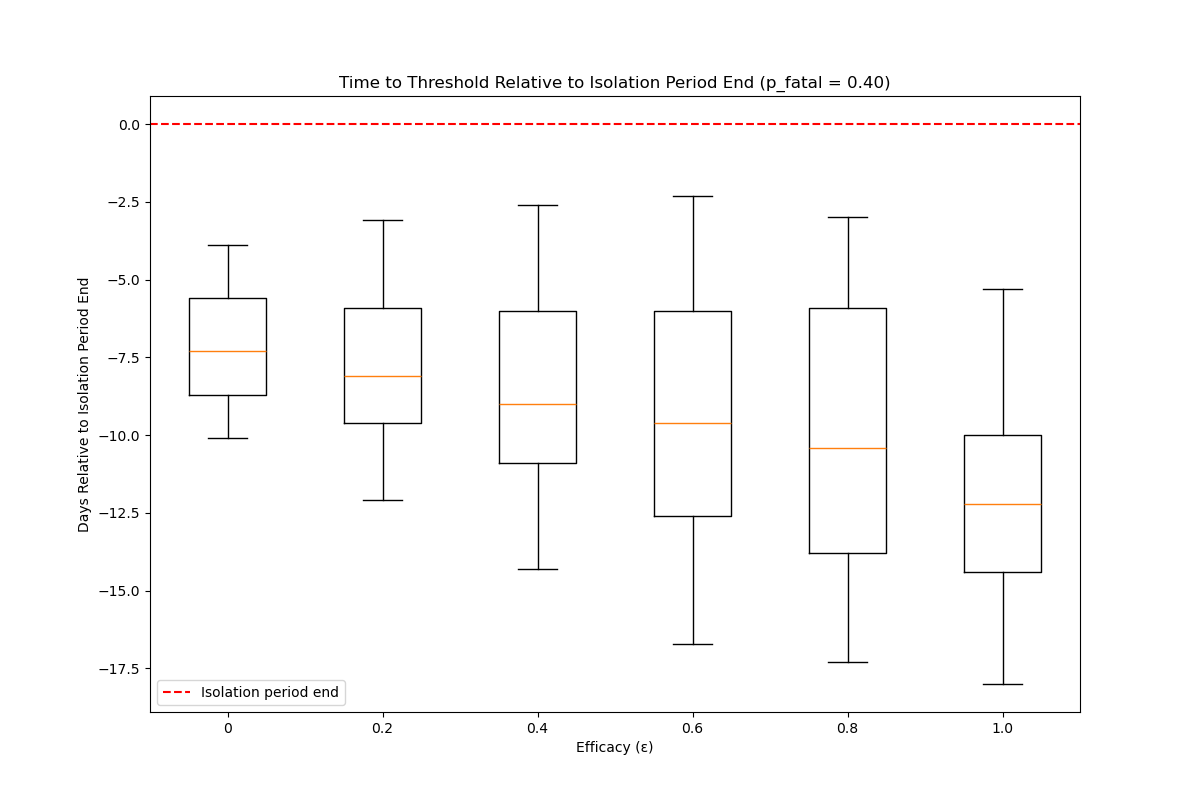 Time to Threshold Relative to Isolation Period End (p_fatal = 0.40)
Days Relative to Isolation Period End
0.0
−2.5
−5.0
−7.5
−10.0
−12.5
−15.0
−17.5
Isolation period end
0 0.2 0.4 0.6 0.8 1.0
Efficacy (ε)